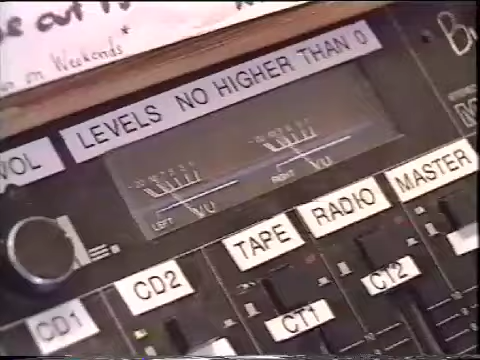 e out
on Weekends*
LEVELS NO HIGHER THAN 0
VOL
LEFT VU
RIGHT VU
MASTER
RADIO
TAPE
CD2
CD1
CT2
CT1